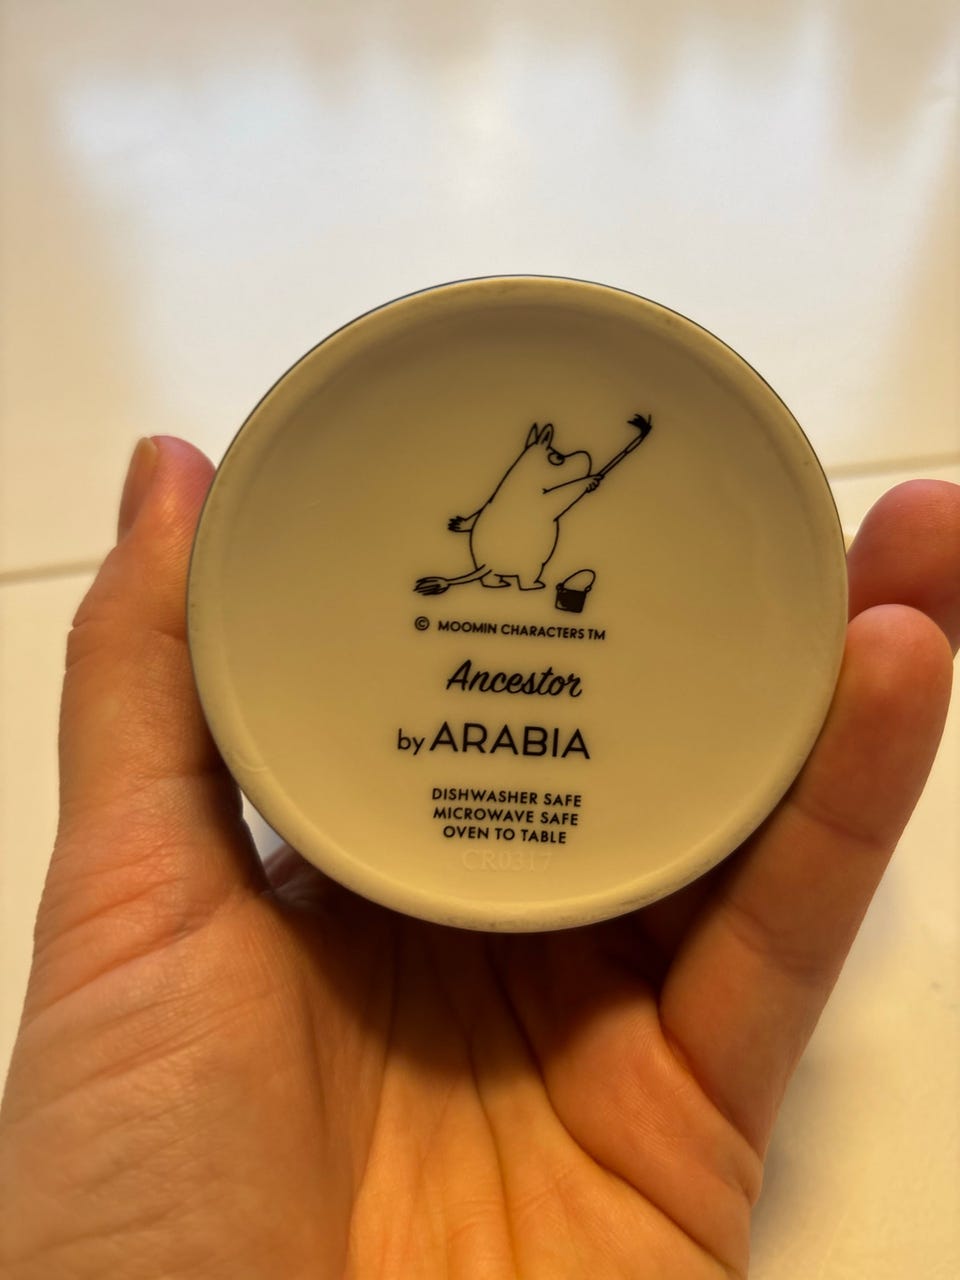 © MOOMIN CHARACTERS TM
Ancestor
by ARABIA
DISHWASHER SAFE
MICROWAVE SAFE
OVEN TO TABLE
CR0317